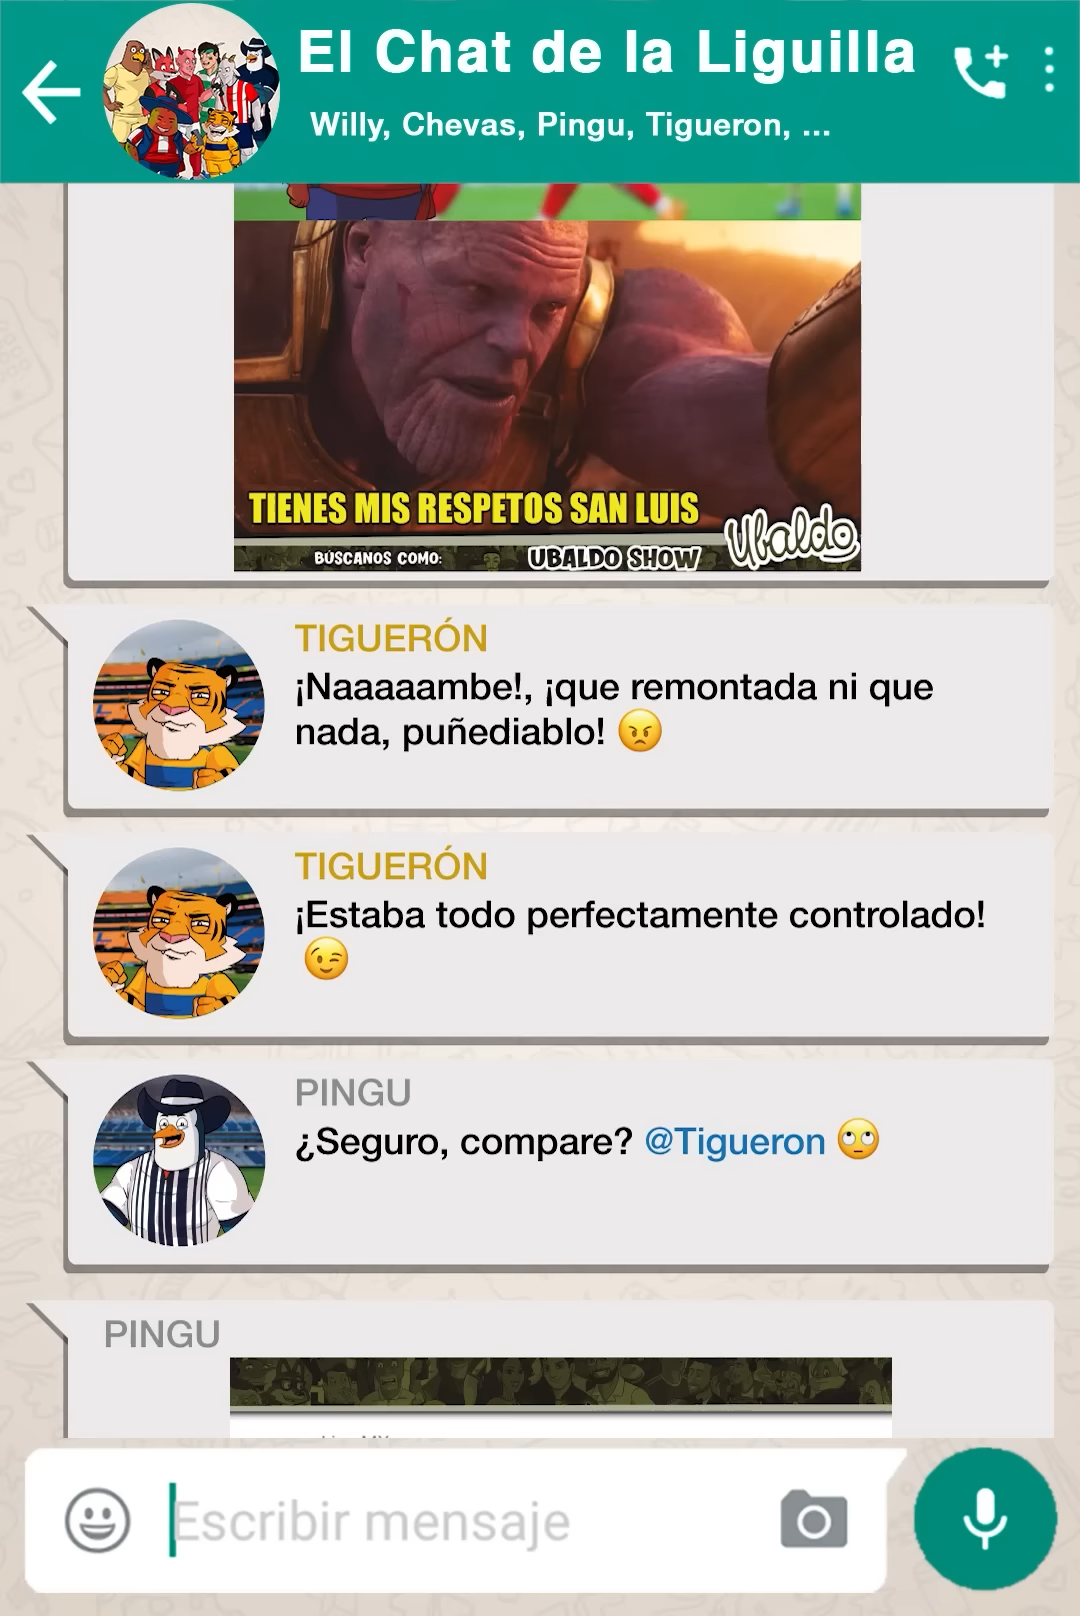 El Chat de la Liguilla
Willy, Chevas, Pingu, Tigueron, ...
TIENES MIS RESPETOS SAN LUIS
Ubaldo
BÚSCANOS COMO: UBALDO SHOW
TIGUERÓN
¡Naaaaambe!, ¡que remontada ni que
nada, puñediablo! 😠
TIGUERÓN
¡Estaba todo perfectamente controlado!
😉
PINGU
¿Seguro, compare? @Tigueron 🙄
PINGU
Escribir mensaje